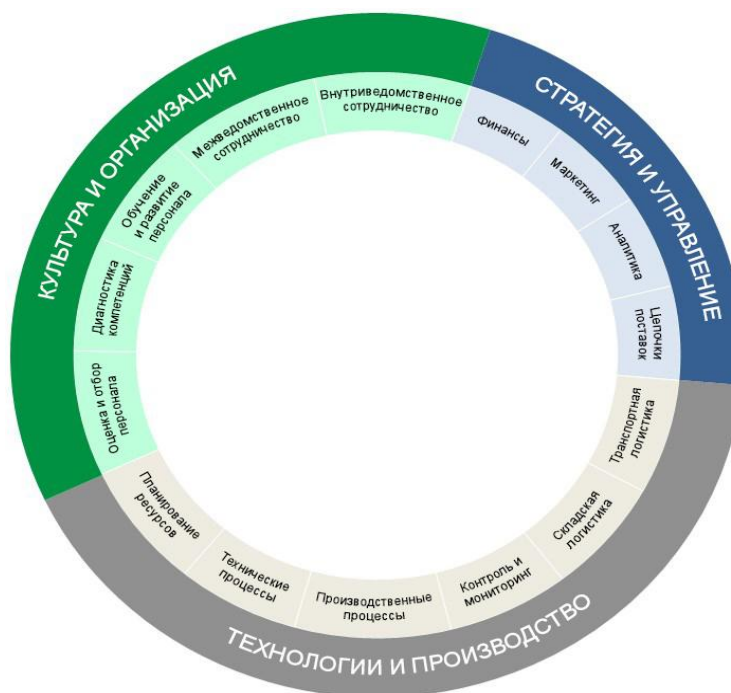 КУЛЬТУРА И ОРГАНИЗАЦИЯ
СТРАТЕГИЯ И УПРАВЛЕНИЕ
ТЕХНОЛОГИИ И ПРОИЗВОДСТВО
Внутриведомственное
сотрудничество
Финансы
Маркетинг
Аналитика
Цепочки
поставок
Транспортная
логистика
Складская
логистика
Контроль и
мониторинг
Производственные
процессы
Технические
процессы
Планирование
ресурсов
Оценка и отбор
персонала
Диагностика
компетенций
Обучение
и развитие
персонала
Межведомственное
сотрудничество